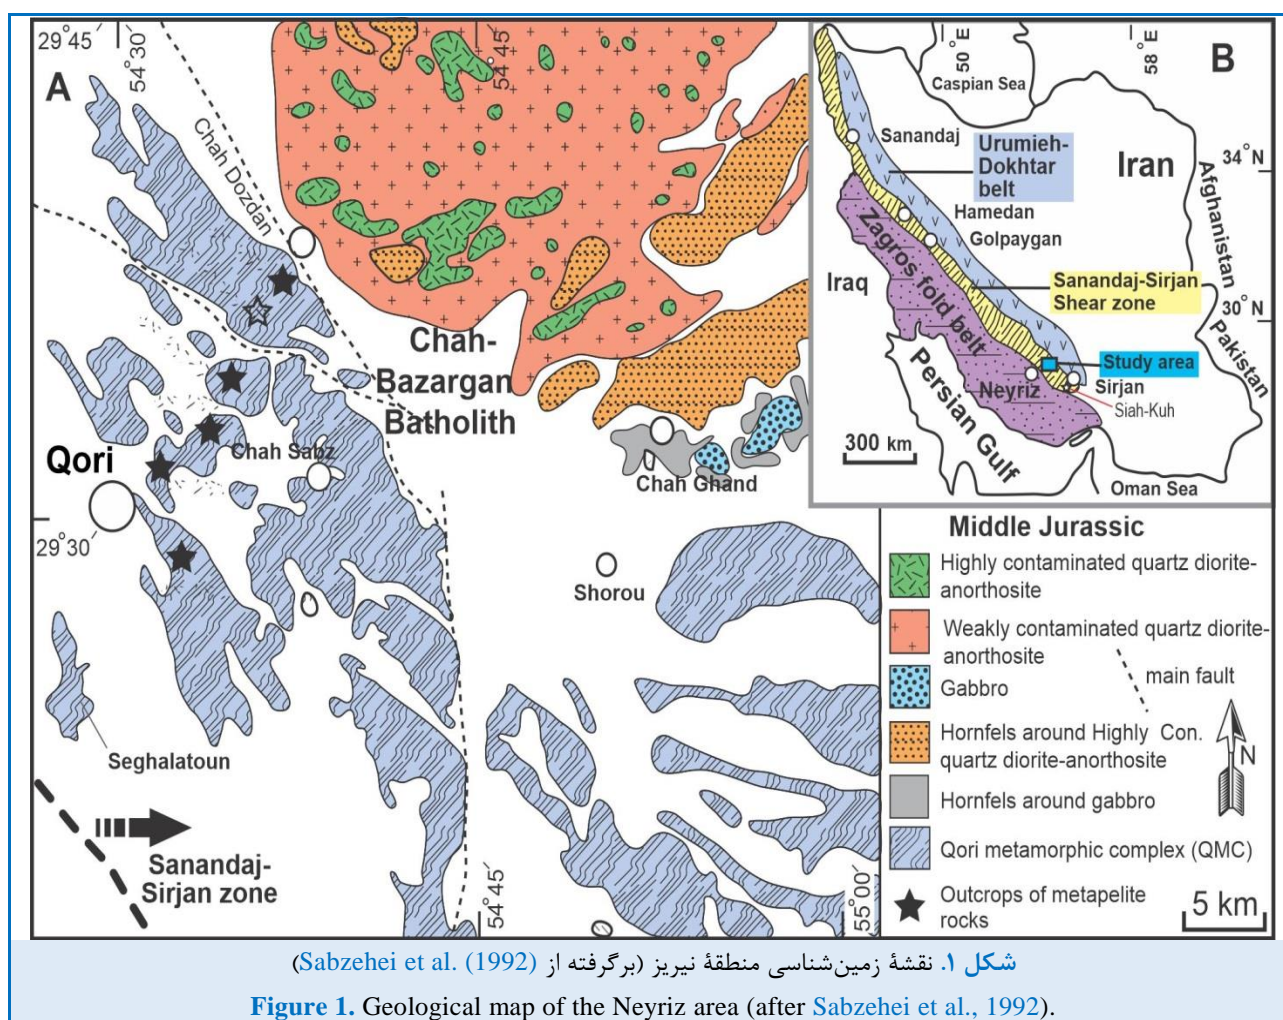 29°45′
54°30′
54°45′
A
Chah Dozdan
Chah-
Bazargan
Batholith
Qori
Chah Sabz
Chah Ghand
29°30′
Shorou
Seghalatoun
Sanandaj-
Sirjan zone
54°45′
55°00′
B
50°E
58°E
Caspian Sea
Sanandaj
Urumieh-
Dokhtar
belt
Iran
34°N
Afghanistan
Hamedan
Golpaygan
Zagros fold belt
Iraq
Sanandaj-Sirjan
Shear zone
30°N
Pakistan
Study area
Neyriz
Sirjan
Siah-Kuh
Persian Gulf
300 km
Oman Sea
Middle Jurassic
Highly contaminated quartz diorite-
anorthosite
Weakly contaminated quartz diorite-
anorthosite
main fault
Gabbro
Hornfels around Highly Con.
quartz diorite-anorthosite
N
Hornfels around gabbro
Qori metamorphic complex (QMC)
Outcrops of metapelite
rocks
5 km
شکل ۱. نقشۀ زمین‌شناسی منطقۀ نیریز (برگرفته از Sabzehei et al. (1992))
Figure 1. Geological map of the Neyriz area (after Sabzehei et al., 1992).